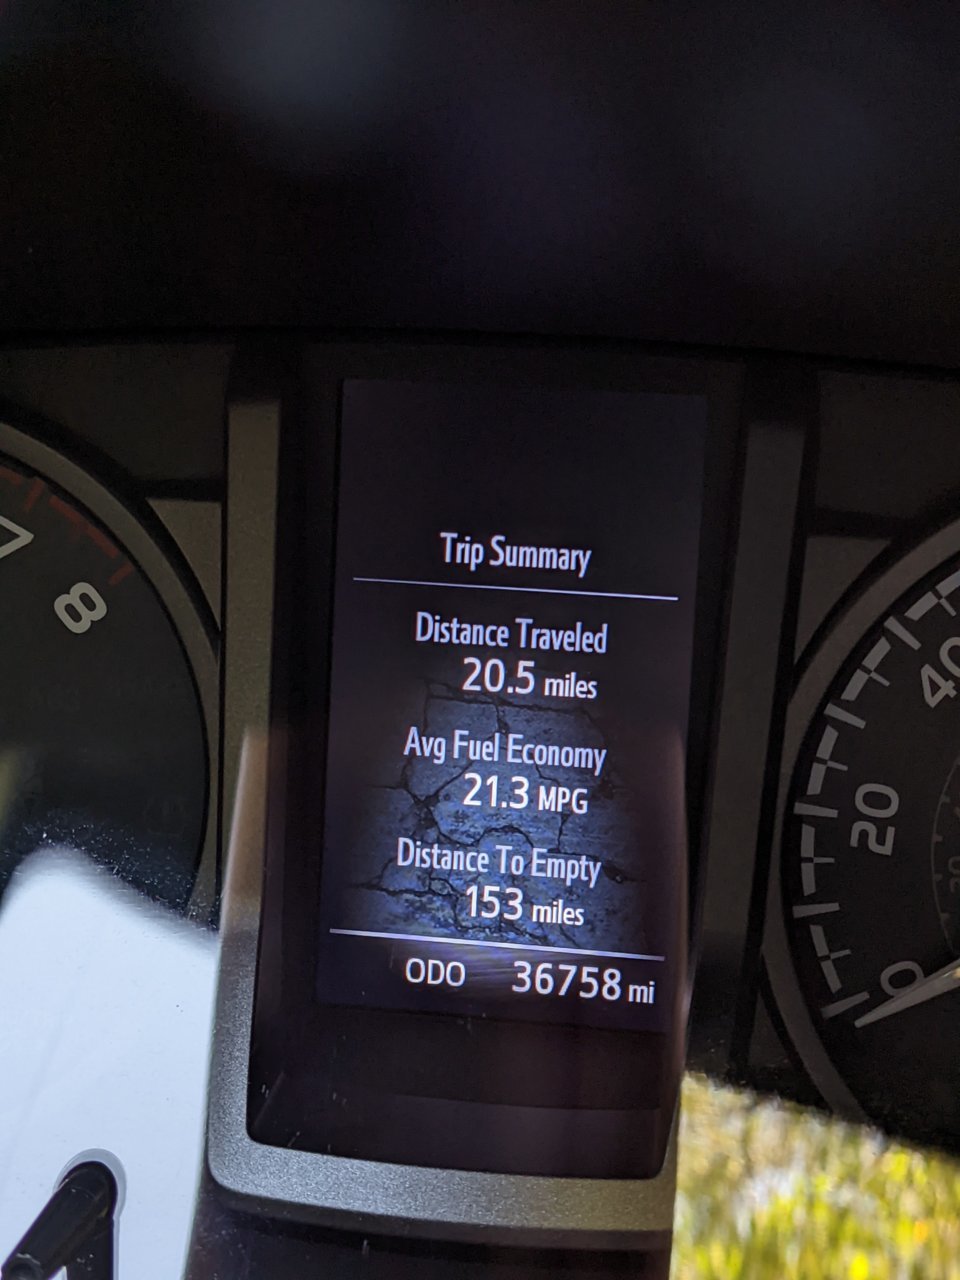 Trip Summary
Distance Traveled
20.5 miles
Avg Fuel Economy
21.3 MPG
Distance To Empty
153 miles
ODO 36758 mi
7
8
40
20
0